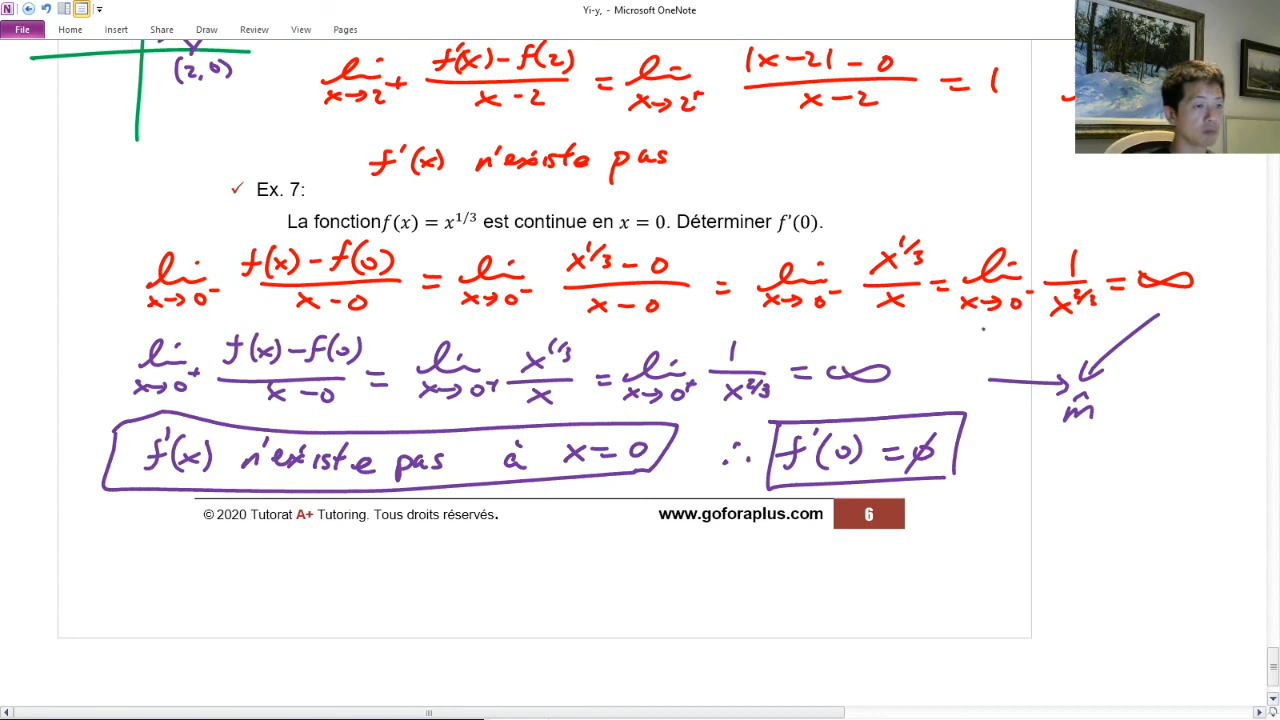 Yi-y, - Microsoft OneNote
File Home Insert Share Draw Review View Pages
(2, 0)
lim x→2+ f'(x) - f(2) / x - 2 = lim x→2+ |x-2| - 0 / x - 2 = 1
f'(x) n'existe pas
✓ Ex. 7:
La fonction f(x) = x^{1/3} est continue en x = 0. Déterminer f'(0).
lim x→0- f(x) - f(0) / x - 0 = lim x→0- x^{1/3} - 0 / x - 0 = lim x→0- x^{1/3} / x = lim x→0- 1 / x^{2/3} = ∞
lim x→0+ f(x) - f(0) / x - 0 = lim x→0+ x^{1/3} / x = lim x→0+ 1 / x^{2/3} = ∞
m̂
f'(x) n'existe pas à x = 0 ∴ f'(0) = ∅
© 2020 Tutorat A+ Tutoring. Tous droits réservés. www.goforaplus.com 6